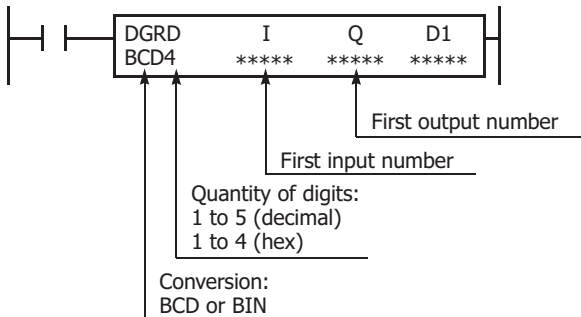 DGRD I Q D1
BCD4 ***** ***** *****
First output number
First input number
Quantity of digits:
1 to 5 (decimal)
1 to 4 (hex)
Conversion:
BCD or BIN